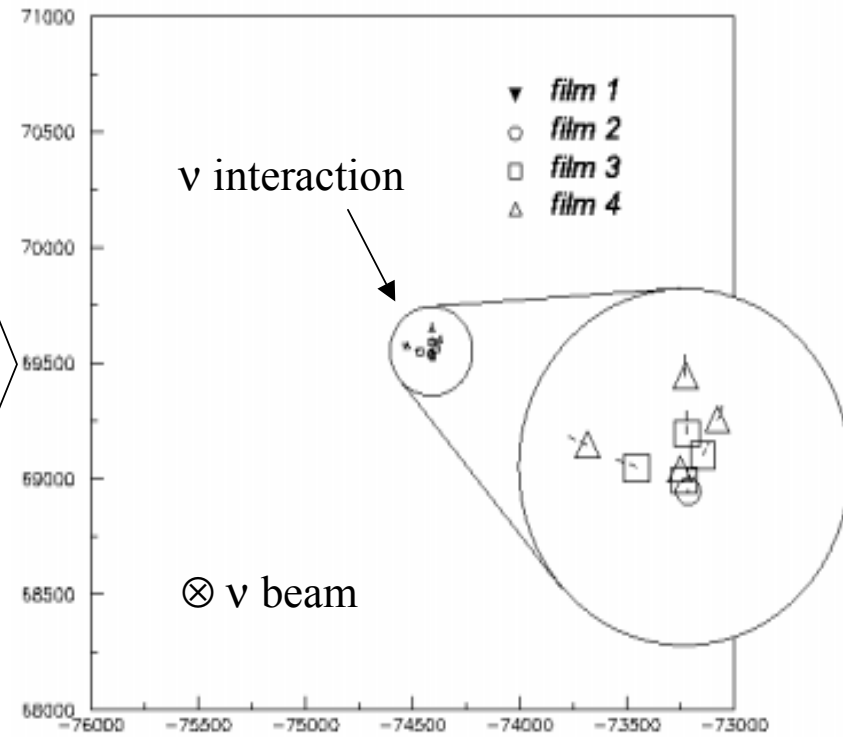 71000
70500
70000
69500
69000
68500
68000
-76000 -75500 -75000 -74500 -74000 -73500 -73000
film 1
film 2
film 3
film 4
ν interaction
⊗ ν beam